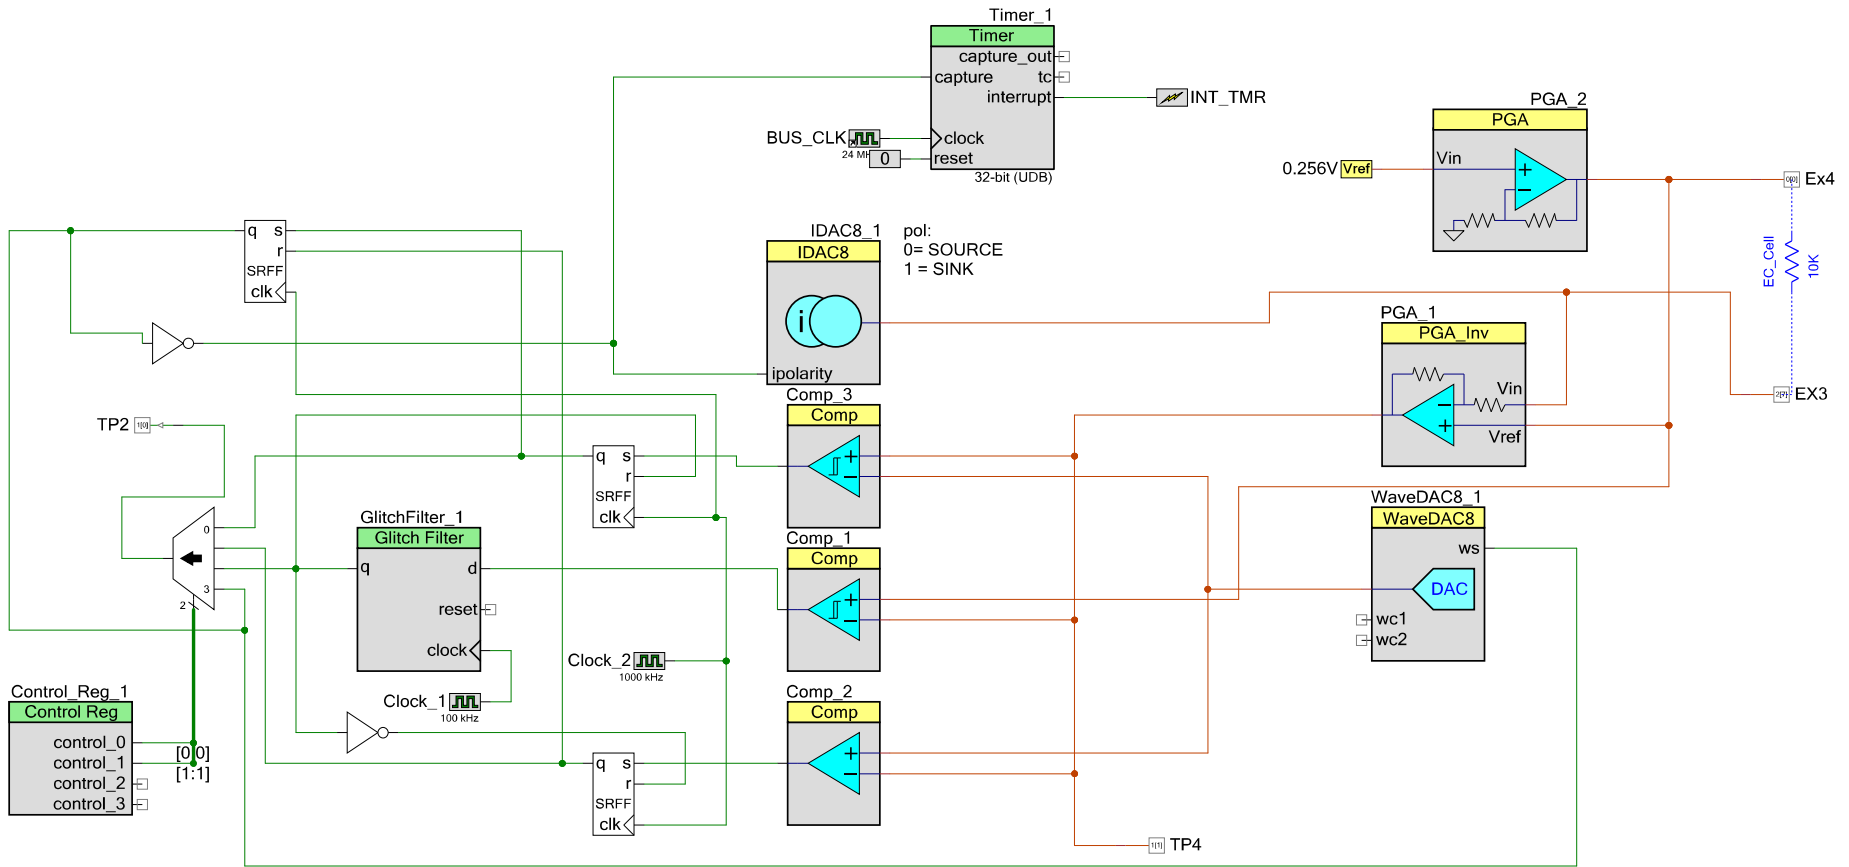 Timer_1
Timer
capture_out
capture
tc
interrupt
INT_TMR
BUS_CLK
clock
0
reset
32-bit (UDB)
PGA_2
PGA
0.256V
Vref
Vin
+
−
Ex4
EC_Cell
10K
q
s
r
SRFF
clk
IDAC8_1
IDAC8
i
ipolarity
pol:
0= SOURCE
1 = SINK
PGA_1
PGA_Inv
Vin
−
+
Vref
EX3
TP2
Comp_3
Comp
+
−
q
s
r
SRFF
clk
GlitchFilter_1
Glitch Filter
q
d
reset
clock
0
3
2
Clock_1
100 kHz
Clock_2
1000 kHz
Comp_1
Comp
+
−
WaveDAC8_1
WaveDAC8
ws
DAC
wc1
wc2
Control_Reg_1
Control Reg
control_0
control_1
control_2
control_3
[1:1]
Comp_2
Comp
+
−
q
s
r
SRFF
clk
TP4